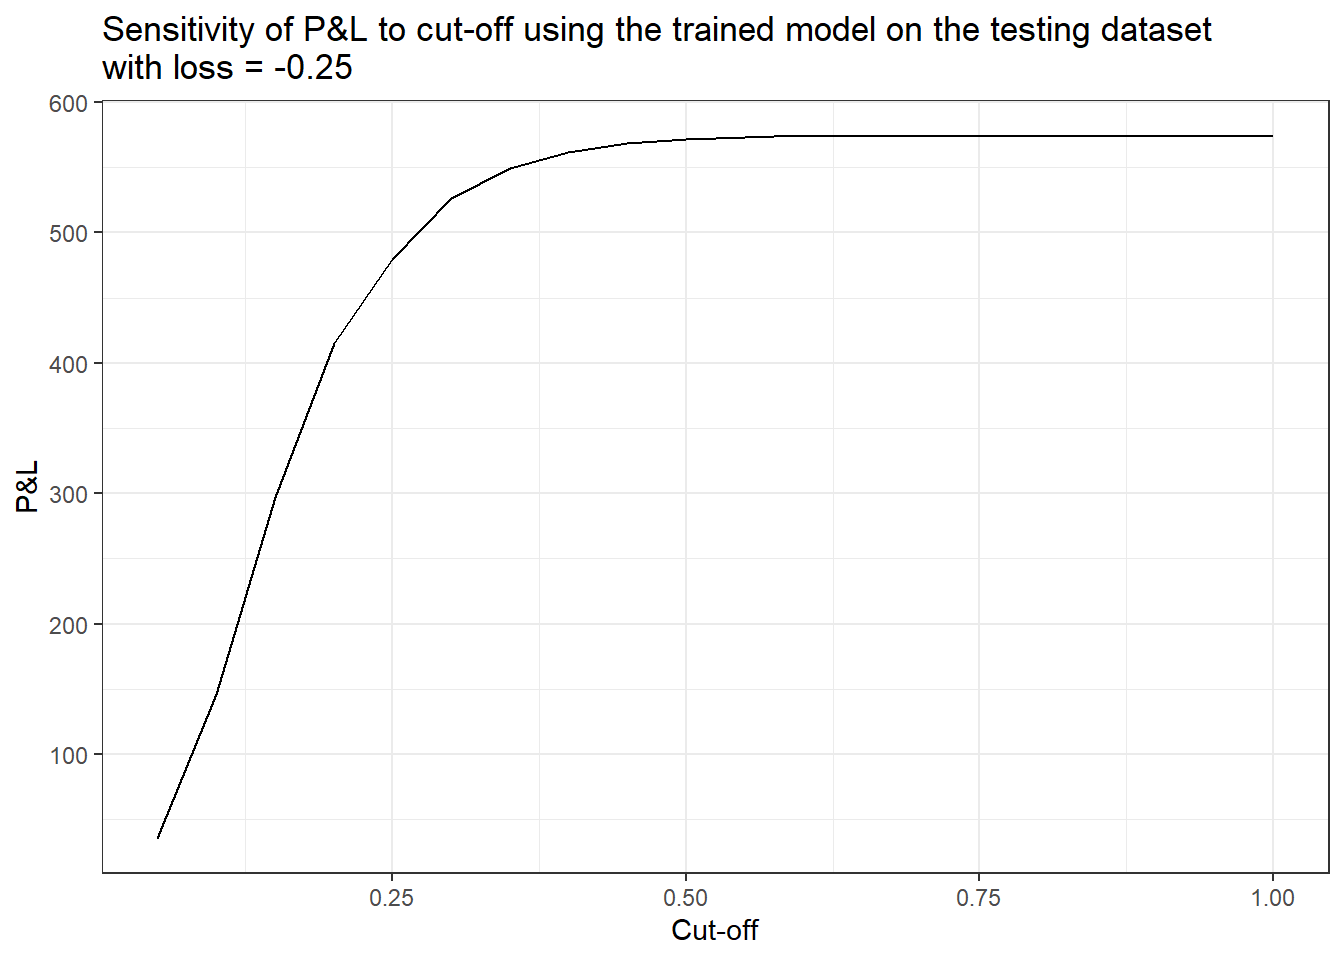 Sensitivity of P&L to cut-off using the trained model on the testing dataset
with loss = -0.25
600
500
400
300
200
100
P&L
0.25 0.50 0.75 1.00
Cut-off